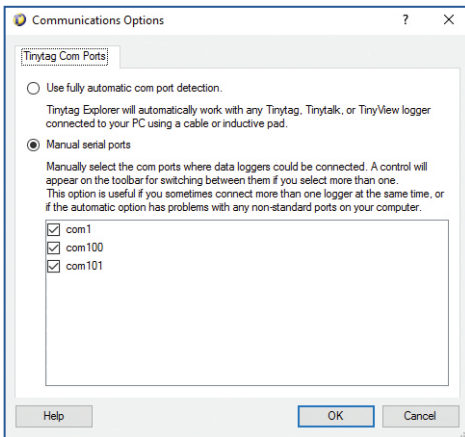 Communications Options
? ×
Tinytag Com Ports
Use fully automatic com port detection.
Tinytag Explorer will automatically work with any Tinytag, Tinytalk, or TinyView logger
connected to your PC using a cable or inductive pad.
Manual serial ports
Manually select the com ports where data loggers could be connected. A control will
appear on the toolbar for switching between them if you select more than one.
This option is useful if you sometimes connect more than one logger at the same time, or
if the automatic option has problems with any non-standard ports on your computer.
com1
com100
com101
Help OK Cancel